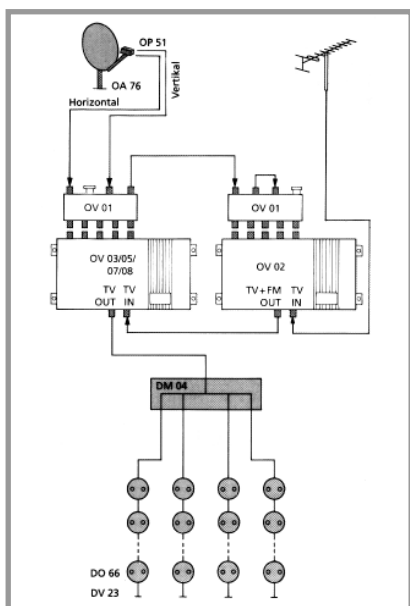 OP 51
OA 76
Vertikal
Horizontal
OV 01
OV 01
OV 03/05/
07/08
OV 02
TV TV
OUT IN
TV+FM TV
OUT IN
DM 04
DO 66
DV 23